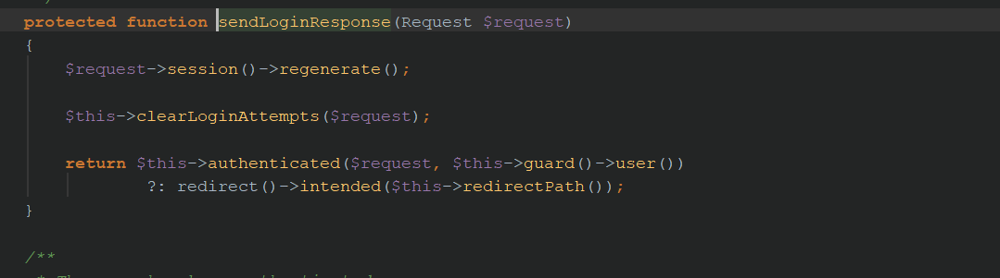 */
protected function sendLoginResponse(Request $request)
{
    $request->session()->regenerate();
    $this->clearLoginAttempts($request);
    return $this->authenticated($request, $this->guard()->user())
            ?: redirect()->intended($this->redirectPath());
}
/**